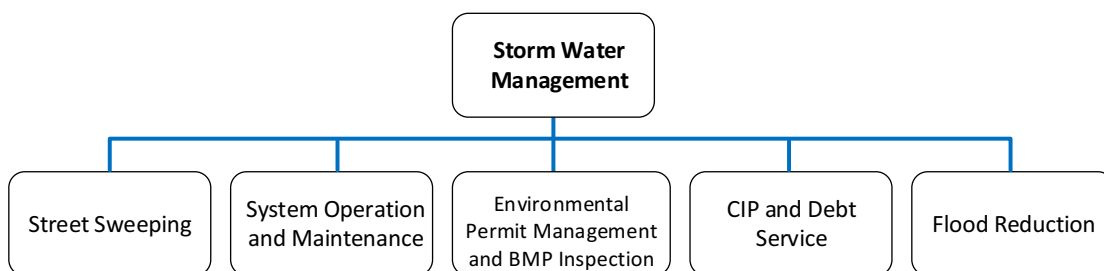 Storm Water
Management
Street Sweeping
System Operation
and Maintenance
Environmental
Permit Management
and BMP Inspection
CIP and Debt
Service
Flood Reduction